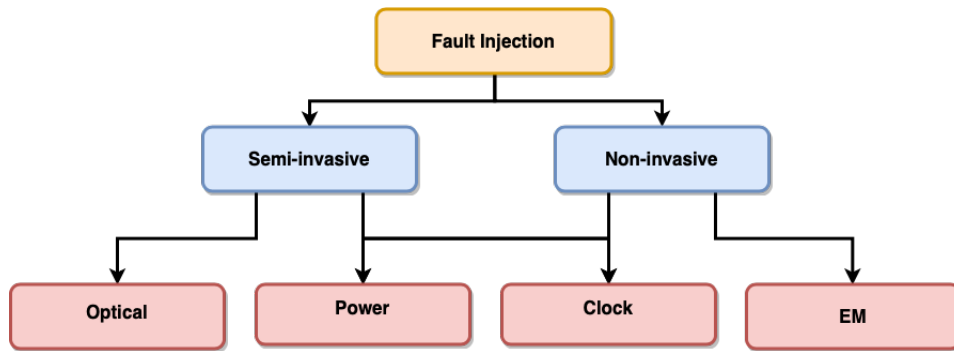 Fault Injection
Semi-invasive
Non-invasive
Optical
Power
Clock
EM